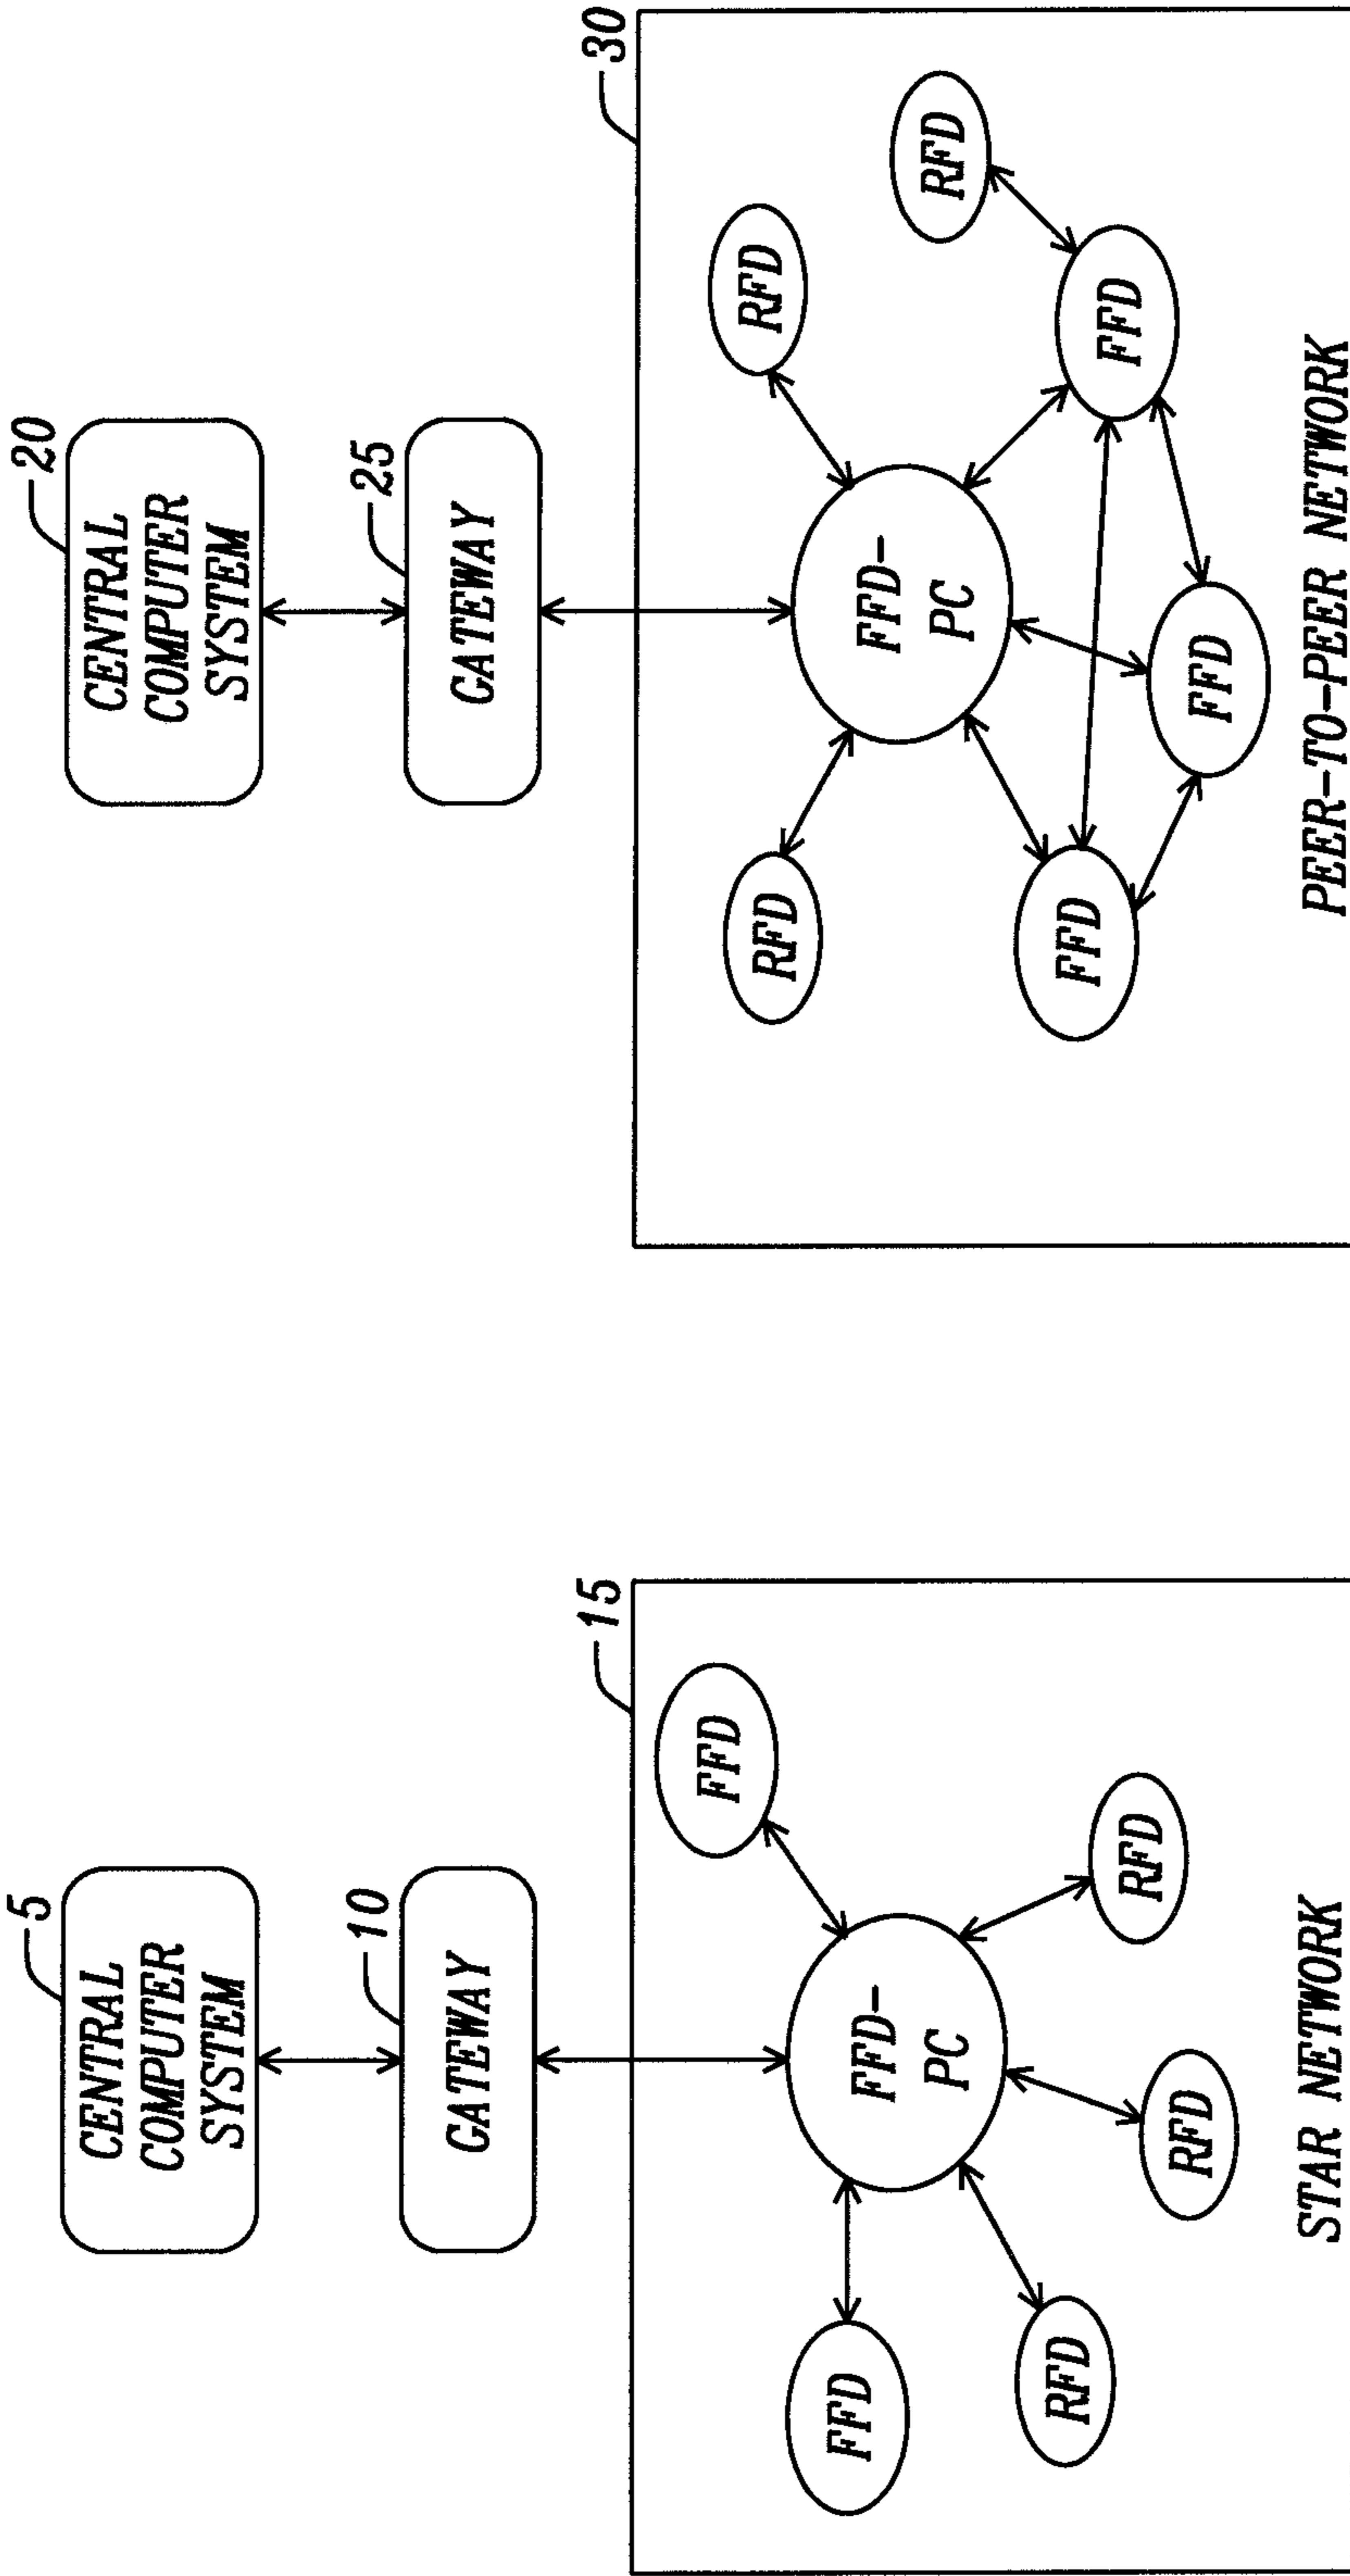 5
CENTRAL
COMPUTER
SYSTEM
10
GATEWAY
15
FFD
FFD
FFD-
PC
RFD
RFD
RFD
STAR NETWORK
20
CENTRAL
COMPUTER
SYSTEM
25
GATEWAY
30
RFD
RFD
RFD
FFD-
PC
FFD
FFD
FFD
PEER-TO-PEER NETWORK